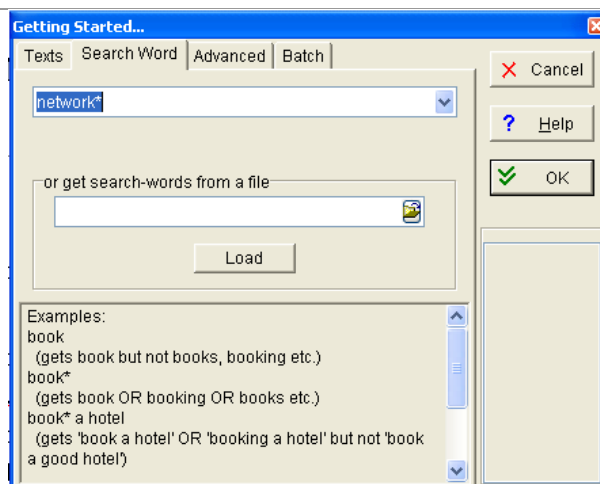 Getting Started...
Texts Search Word Advanced Batch
network*
or get search-words from a file
Load
Examples:
book
(gets book but not books, booking etc.)
book*
(gets book OR booking OR books etc.)
book* a hotel
(gets 'book a hotel' OR 'booking a hotel' but not 'book
a good hotel')
Cancel
? Help
OK